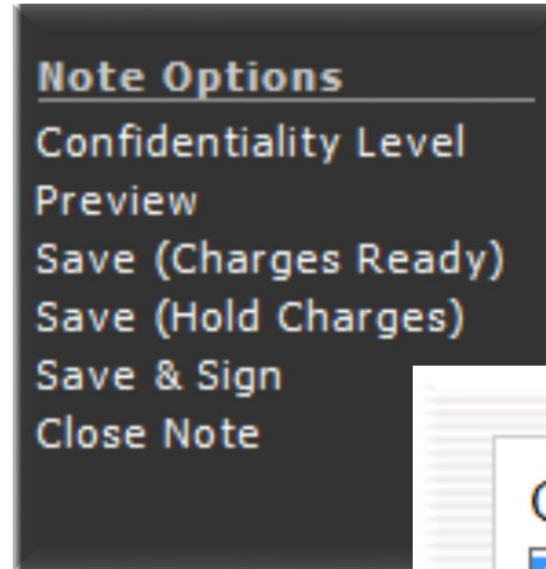 Note Options
Confidentiality Level
Preview
Save (Charges Ready)
Save (Hold Charges)
Save & Sign
Close Note